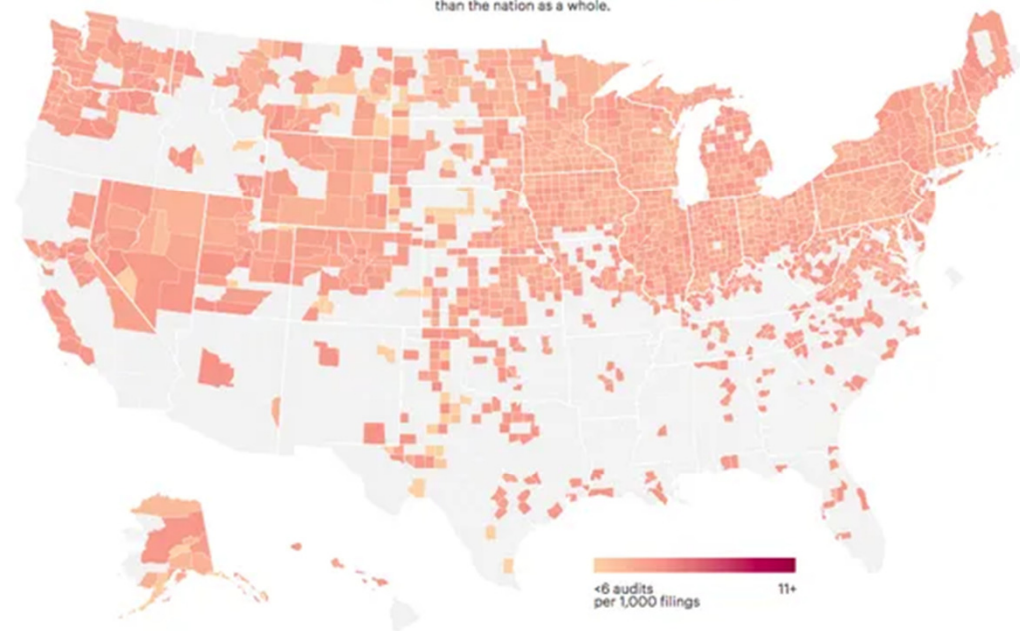 than the nation as a whole.
<6 audits
11+
per 1,000 filings